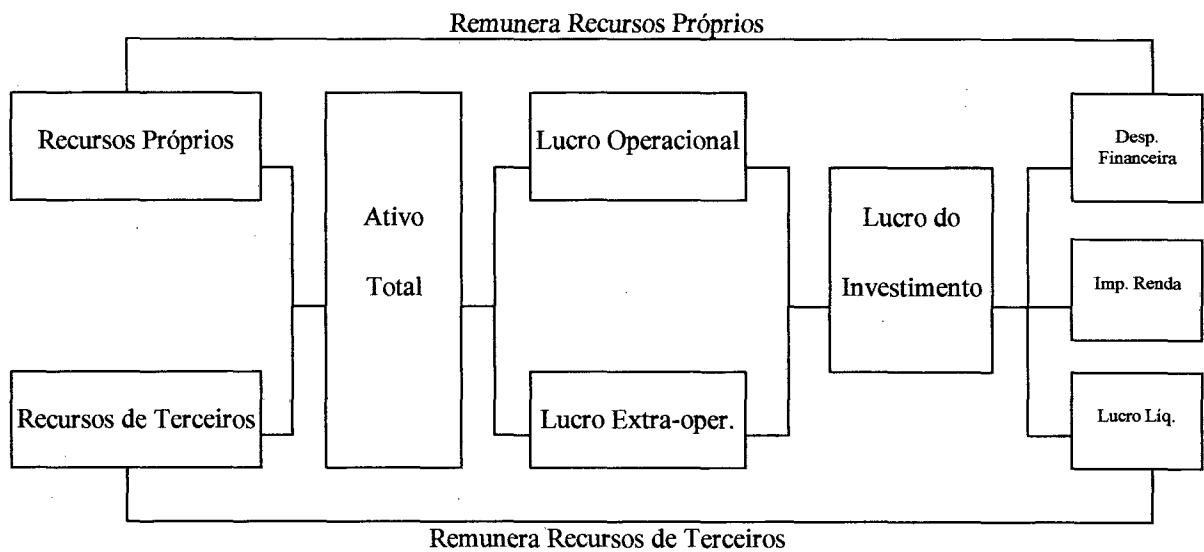 Remunera Recursos Próprios
Recursos Próprios
Ativo
Total
Lucro Operacional
Lucro do
Investimento
Desp.
Financeira
Imp. Renda
Recursos de Terceiros
Lucro Extra-oper.
Lucro Líq.
Remunera Recursos de Terceiros